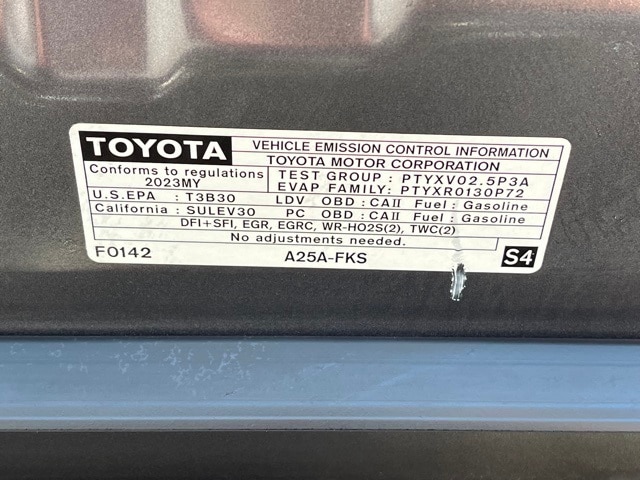 TOYOTA VEHICLE EMISSION CONTROL INFORMATION
TOYOTA MOTOR CORPORATION
Conforms to regulations
2023MY
TEST GROUP : PTYXV02.5P3A
EVAP FAMILY: PTYXR0130P72
U.S.EPA : T3B30 LDV OBD : CAII Fuel : Gasoline
California : SULEV30 PC OBD : CAII Fuel : Gasoline
DFI+SFI, EGR, EGRC, WR-HO2S(2), TWC(2)
No adjustments needed.
F0142 A25A-FKS S4